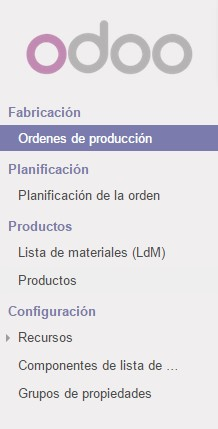 odoo
Fabricación
Ordenes de producción
Planificación
Planificación de la orden
Productos
Lista de materiales (LdM)
Productos
Configuración
Recursos
Componentes de lista de ...
Grupos de propiedades